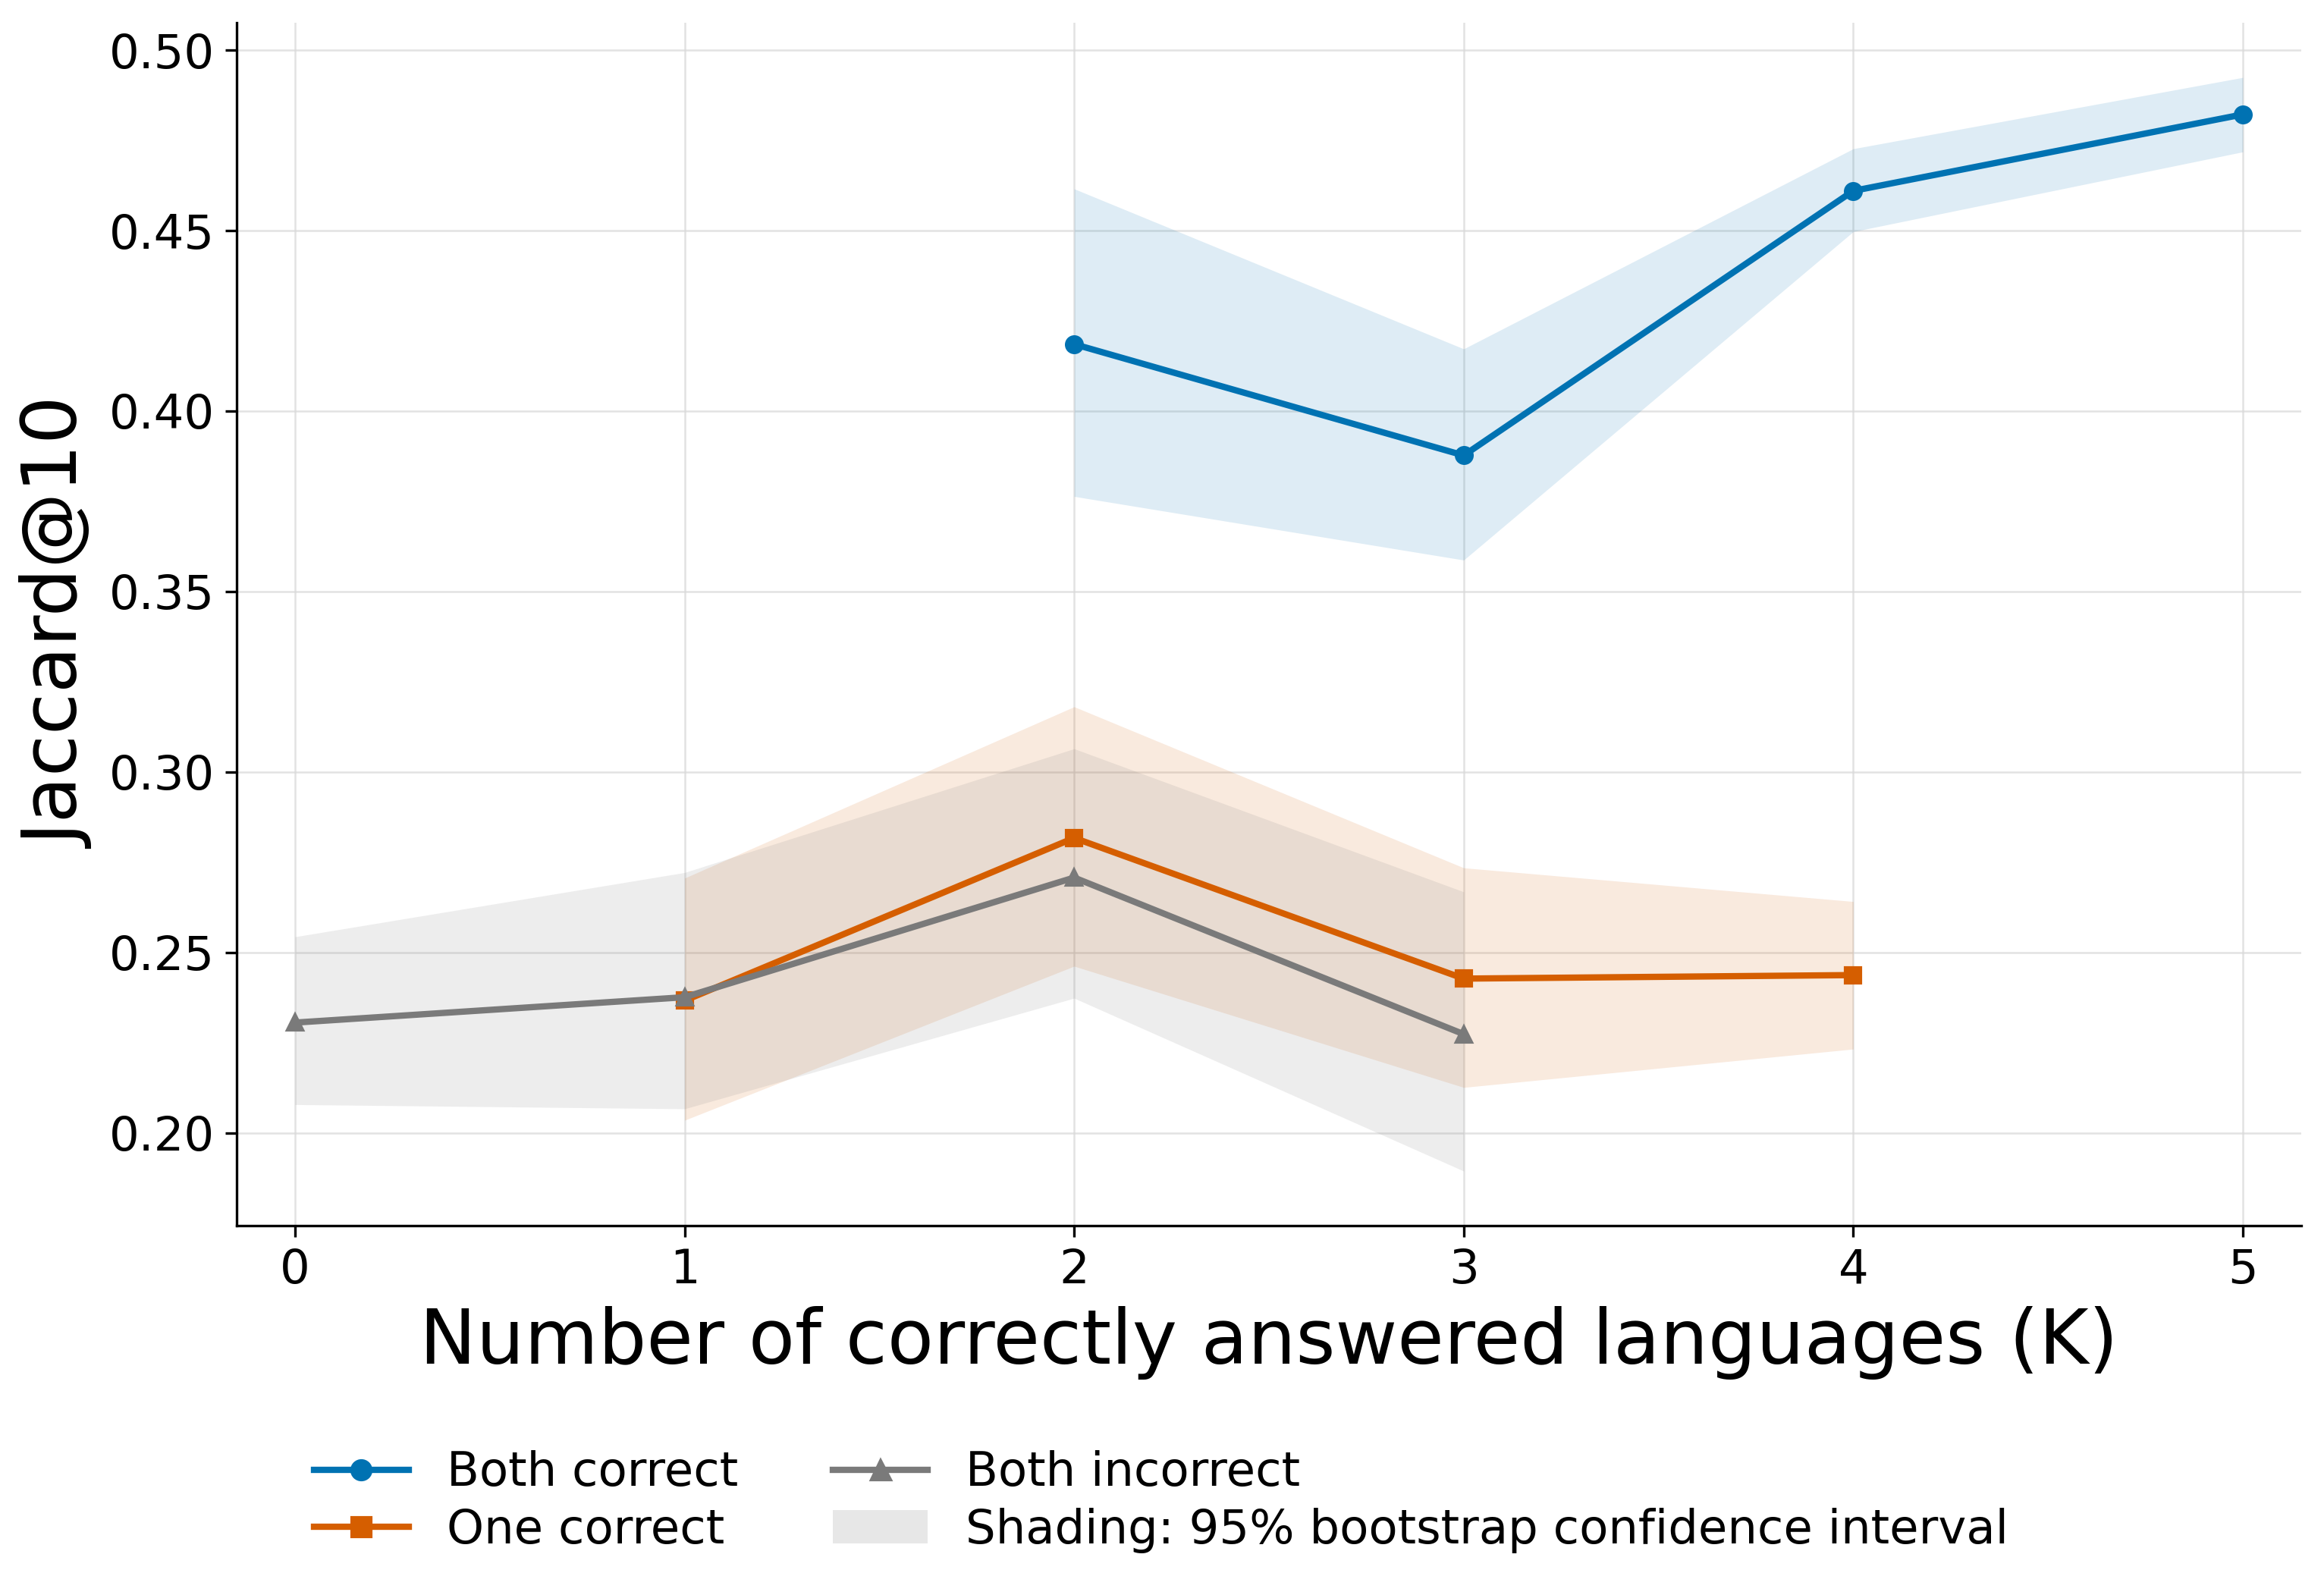 0.50
0.45
0.40
0.35
0.30
0.25
0.20
Jaccard@10
0 1 2 3 4 5
Number of correctly answered languages (K)
Both correct
One correct
Both incorrect
Shading: 95% bootstrap confidence interval